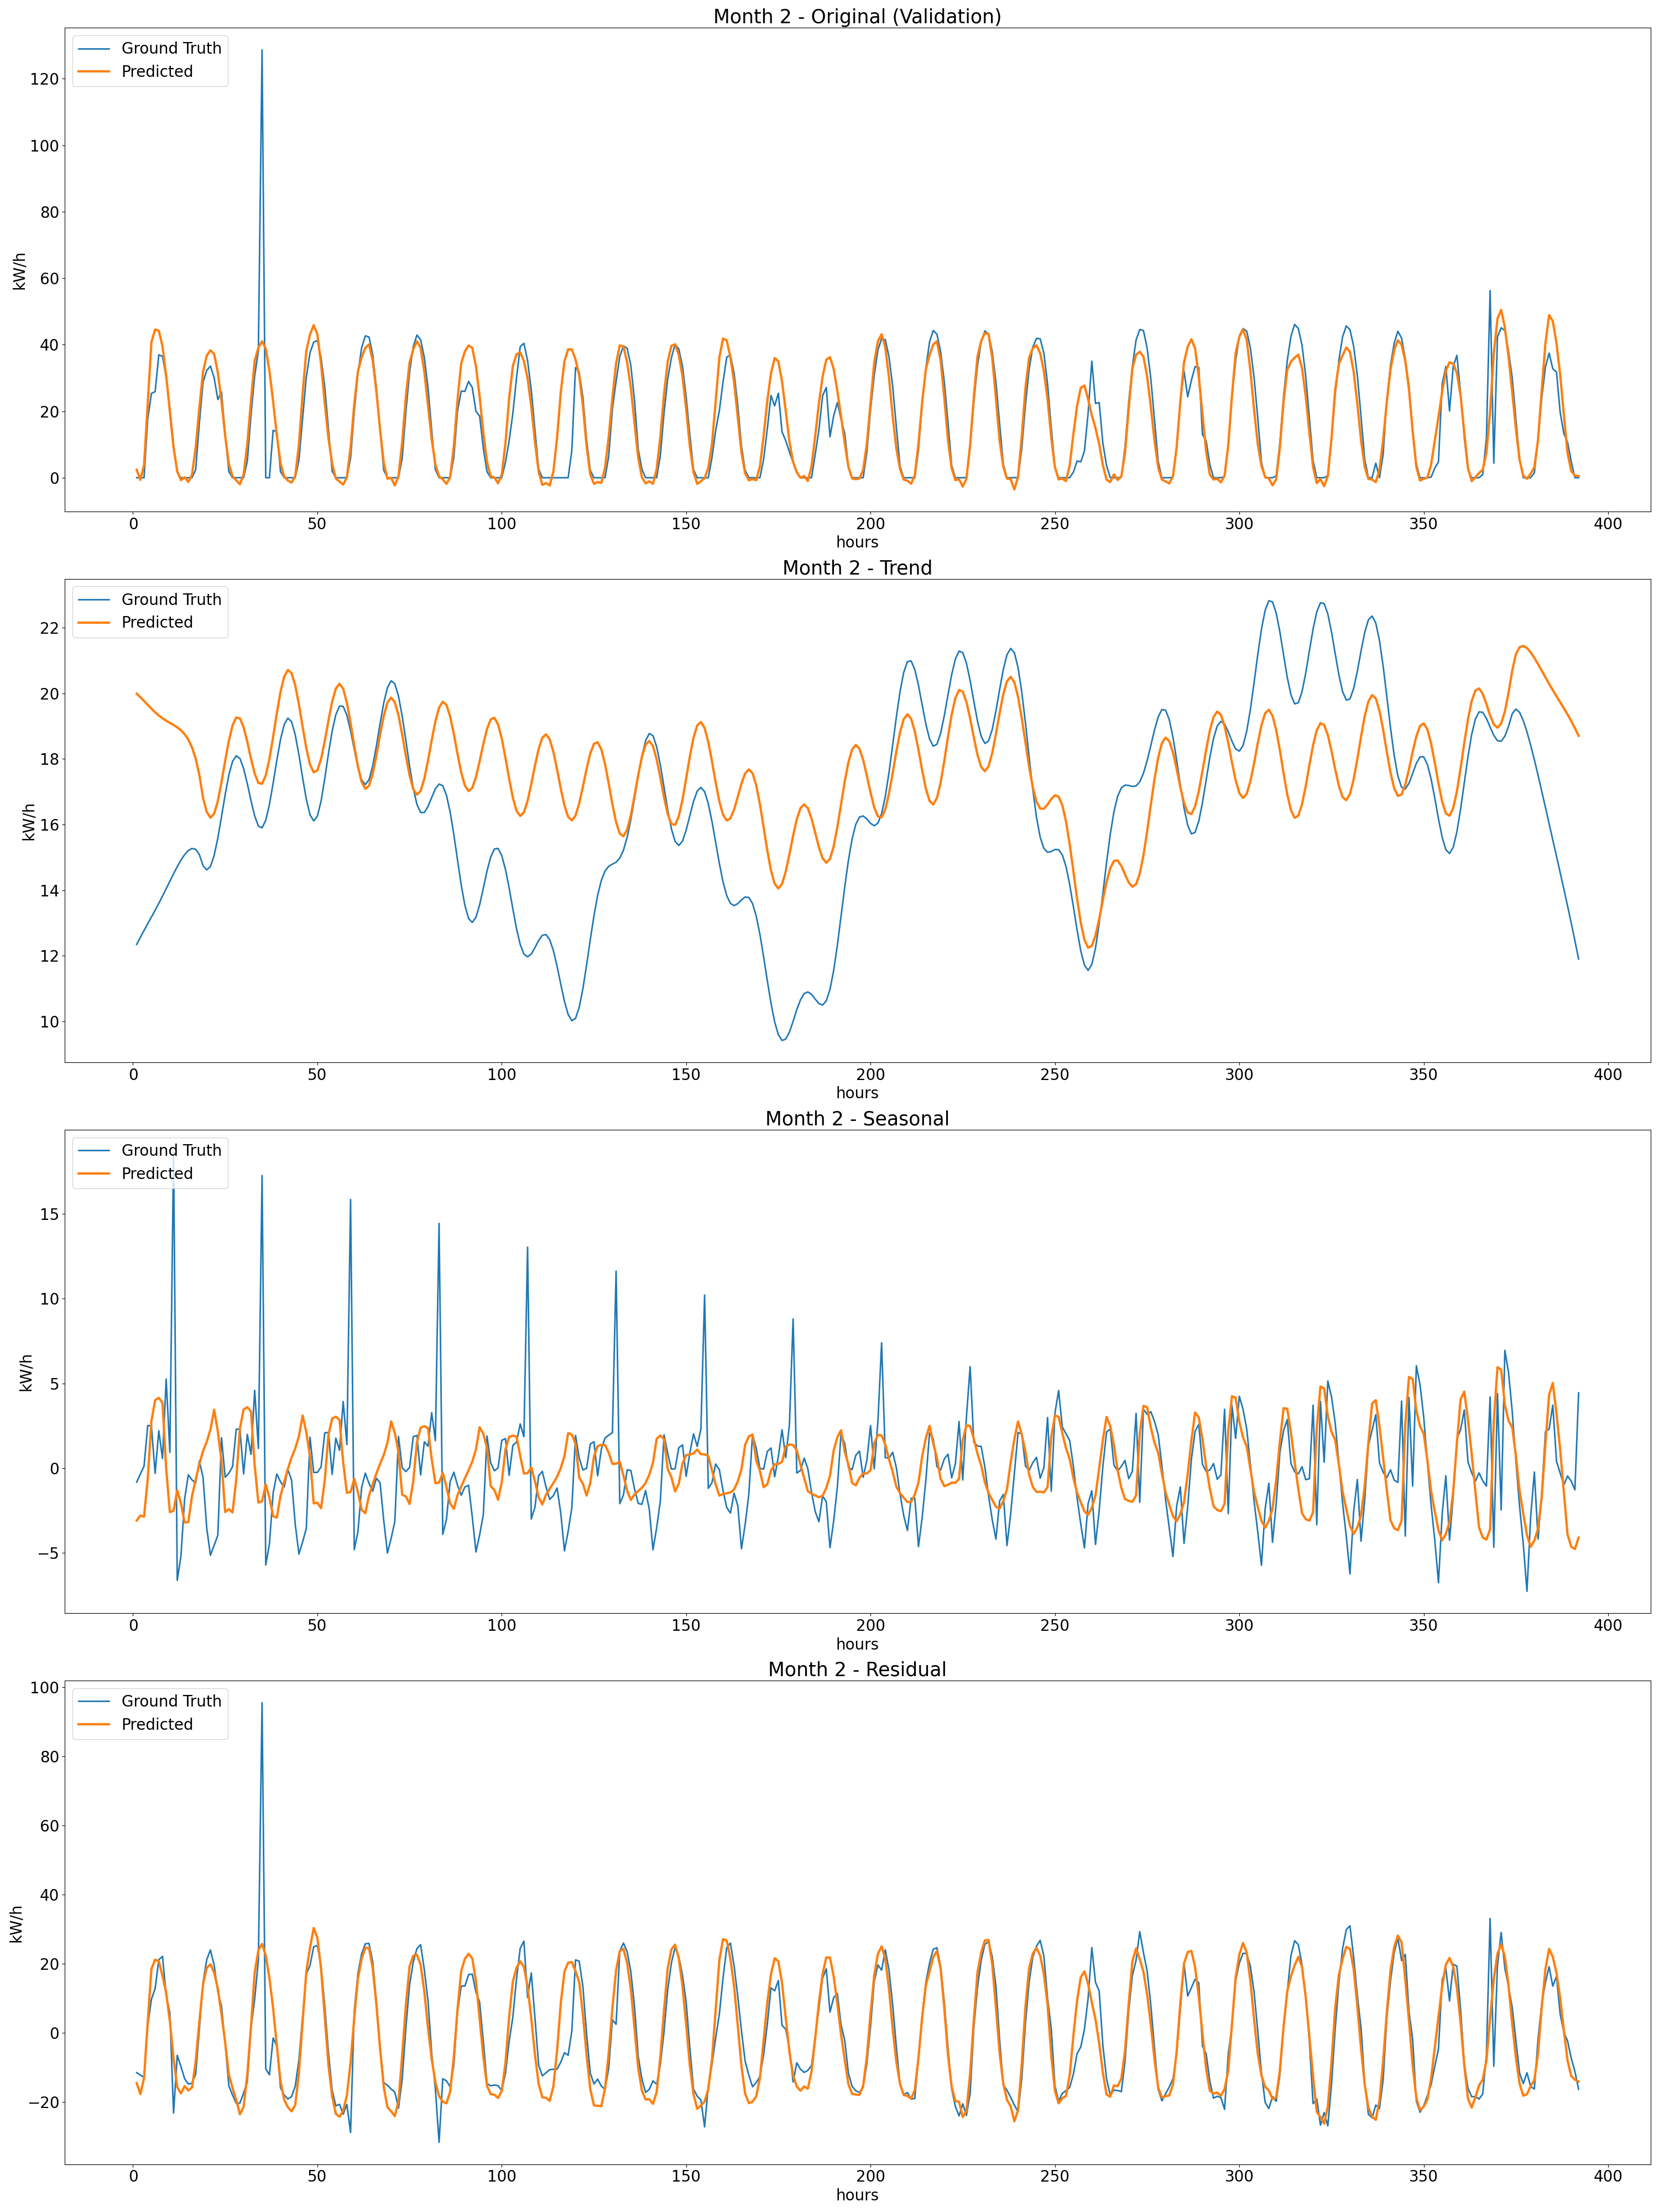 Month 2 - Original (Validation)
Ground Truth
Predicted
120
100
80
60
40
20
0
kW/h
0 50 100 150 200 250 300 350 400
hours
Month 2 - Trend
Ground Truth
Predicted
22
20
18
16
14
12
10
kW/h
0 50 100 150 200 250 300 350 400
hours
Month 2 - Seasonal
Ground Truth
Predicted
15
10
5
0
−5
kW/h
0 50 100 150 200 250 300 350 400
hours
Month 2 - Residual
Ground Truth
Predicted
100
80
60
40
20
0
−20
kW/h
0 50 100 150 200 250 300 350 400
hours